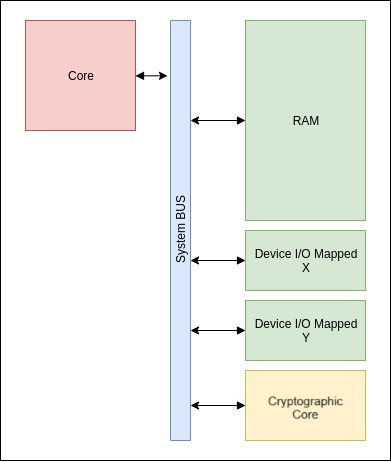 Core
RAM
System BUS
Device I/O Mapped
X
Device I/O Mapped
Y
Cryptographic
Core